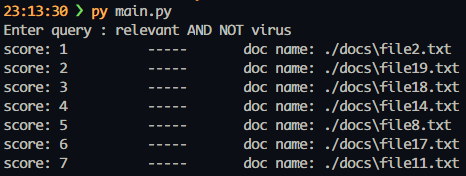 23:13:30 ❯ py main.py
Enter query : relevant AND NOT virus
score: 1 ----- doc name: ./docs\file2.txt
score: 2 ----- doc name: ./docs\file19.txt
score: 3 ----- doc name: ./docs\file18.txt
score: 4 ----- doc name: ./docs\file14.txt
score: 5 ----- doc name: ./docs\file8.txt
score: 6 ----- doc name: ./docs\file17.txt
score: 7 ----- doc name: ./docs\file11.txt